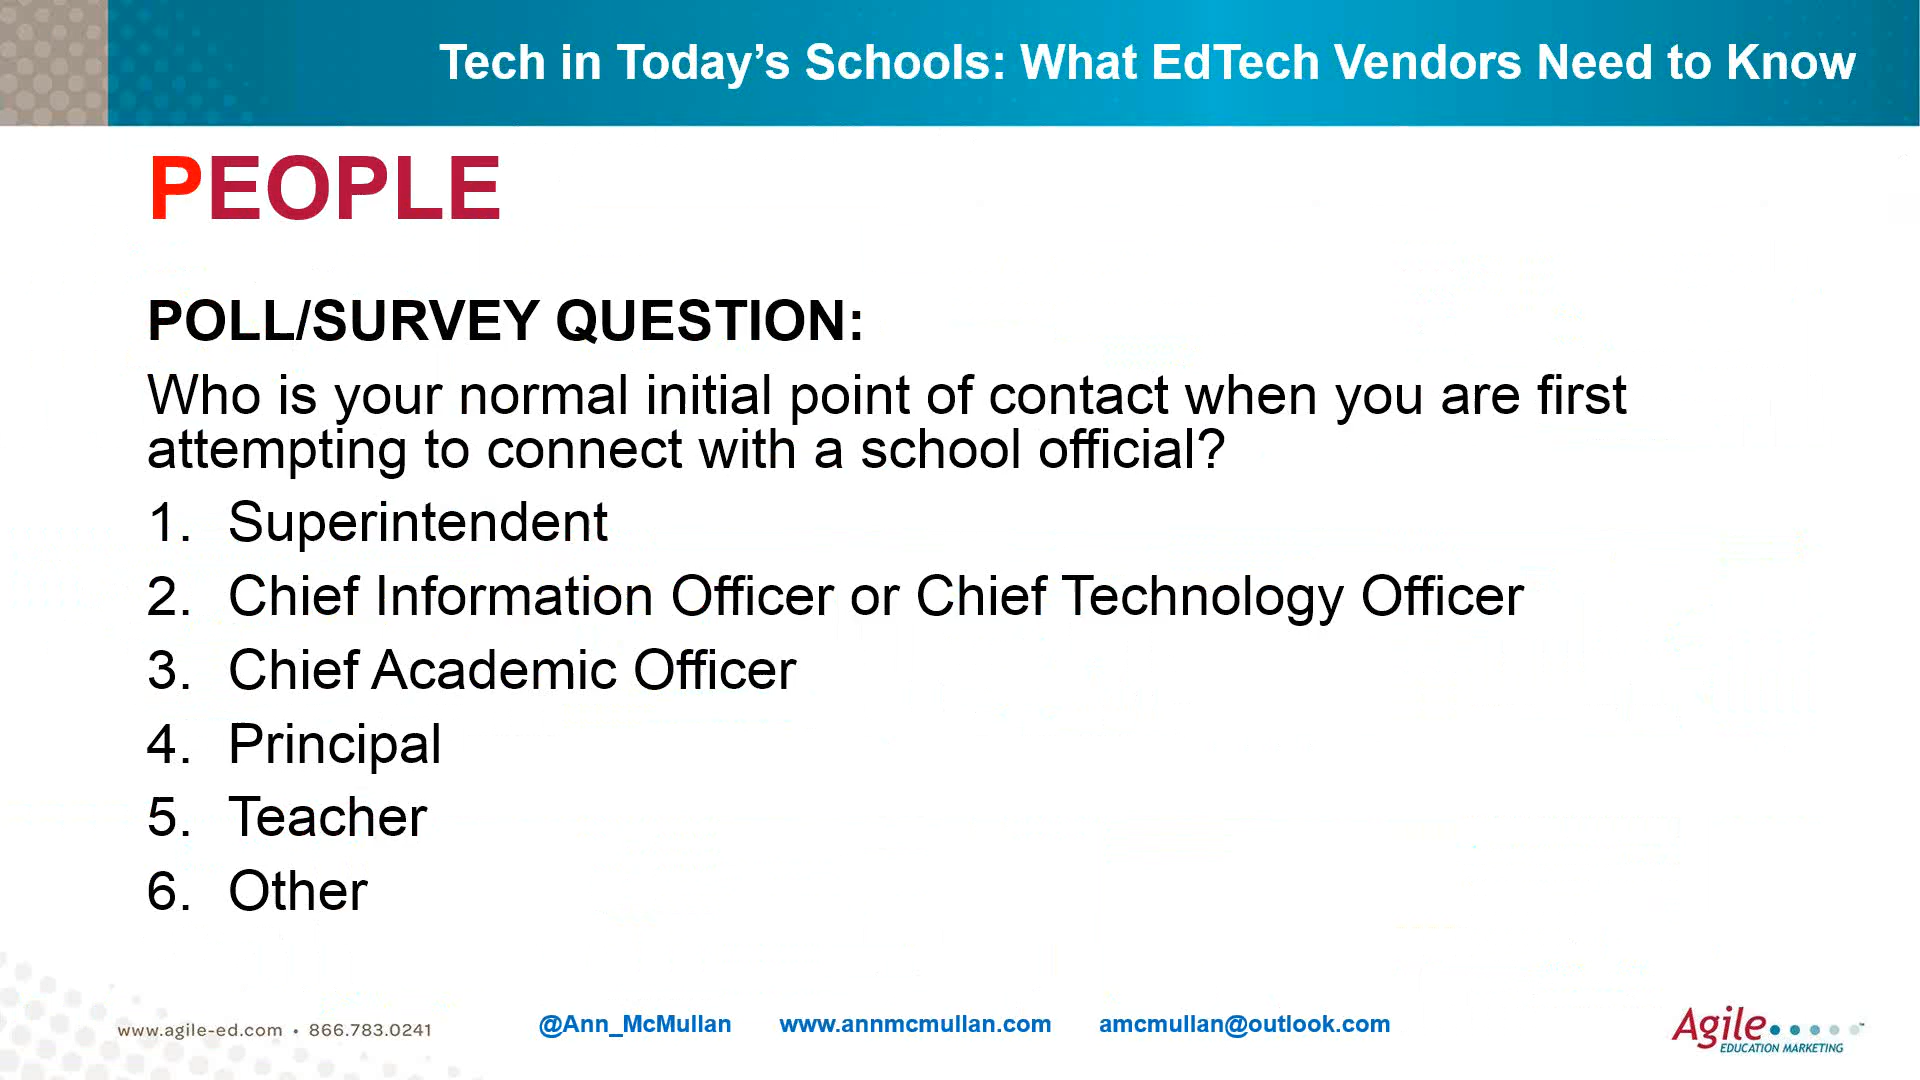 Tech in Today’s Schools: What EdTech Vendors Need to Know
PEOPLE
POLL/SURVEY QUESTION:
Who is your normal initial point of contact when you are first
attempting to connect with a school official?
1. Superintendent
2. Chief Information Officer or Chief Technology Officer
3. Chief Academic Officer
4. Principal
5. Teacher
6. Other
www.agile-ed.com • 866.783.0241
@Ann_McMullan www.annmcmullan.com amcmullan@outlook.com
Agile
EDUCATION MARKETING